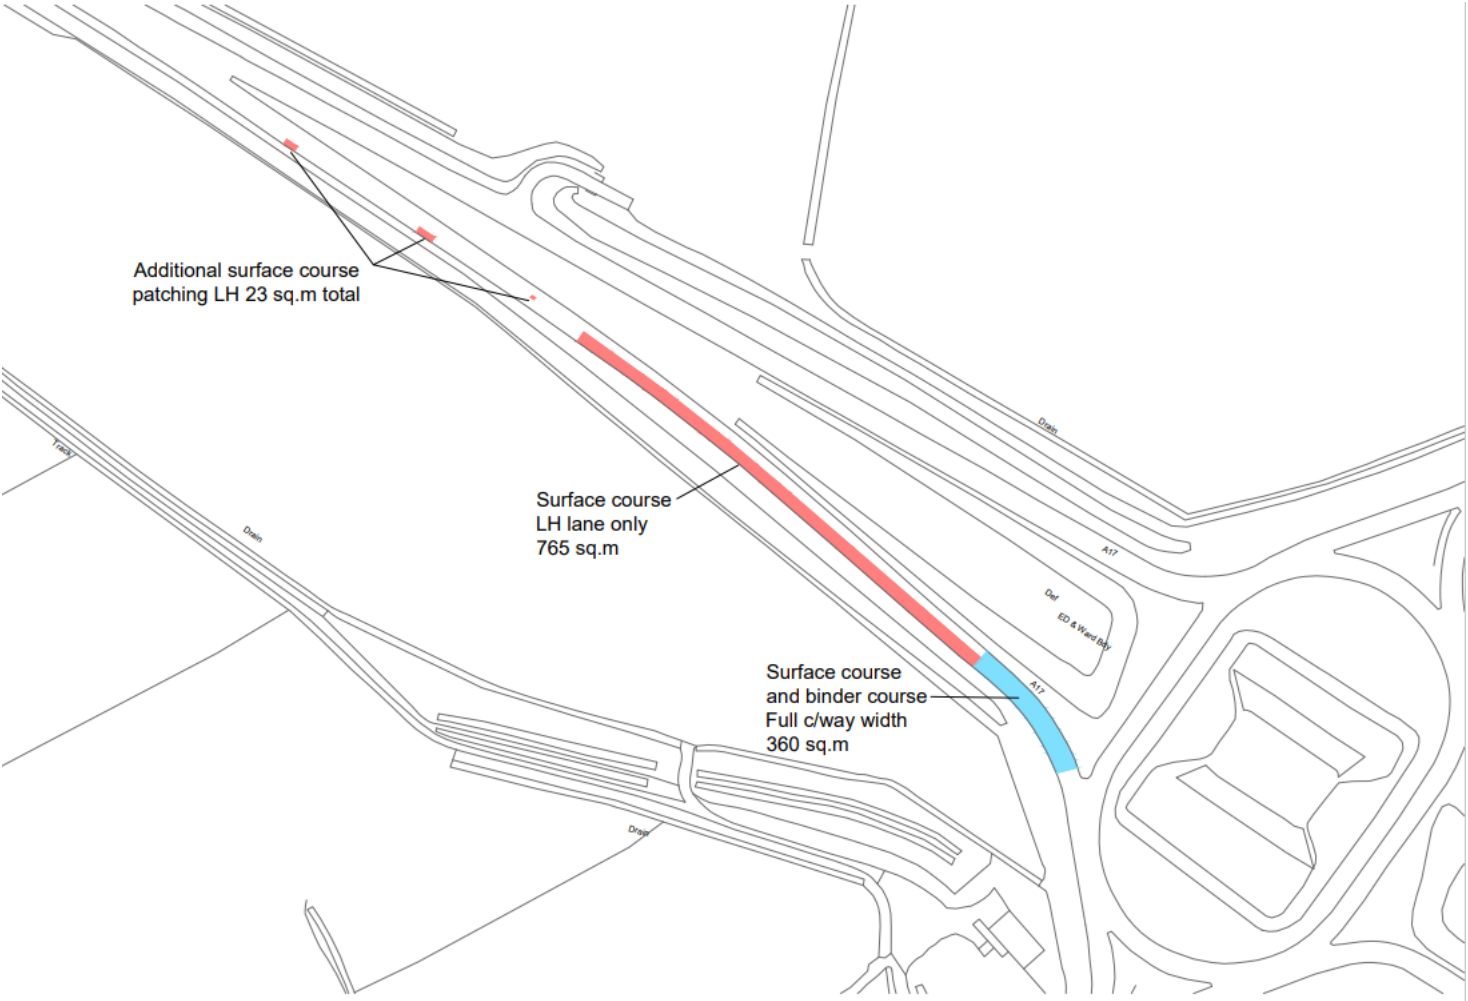 Additional surface course
patching LH 23 sq.m total
Drain
Track
Surface course
LH lane only
765 sq.m
Drain
A17
Def
ED & Ward Bdy
Surface course
and binder course
Full c/way width
360 sq.m
A17
Drain